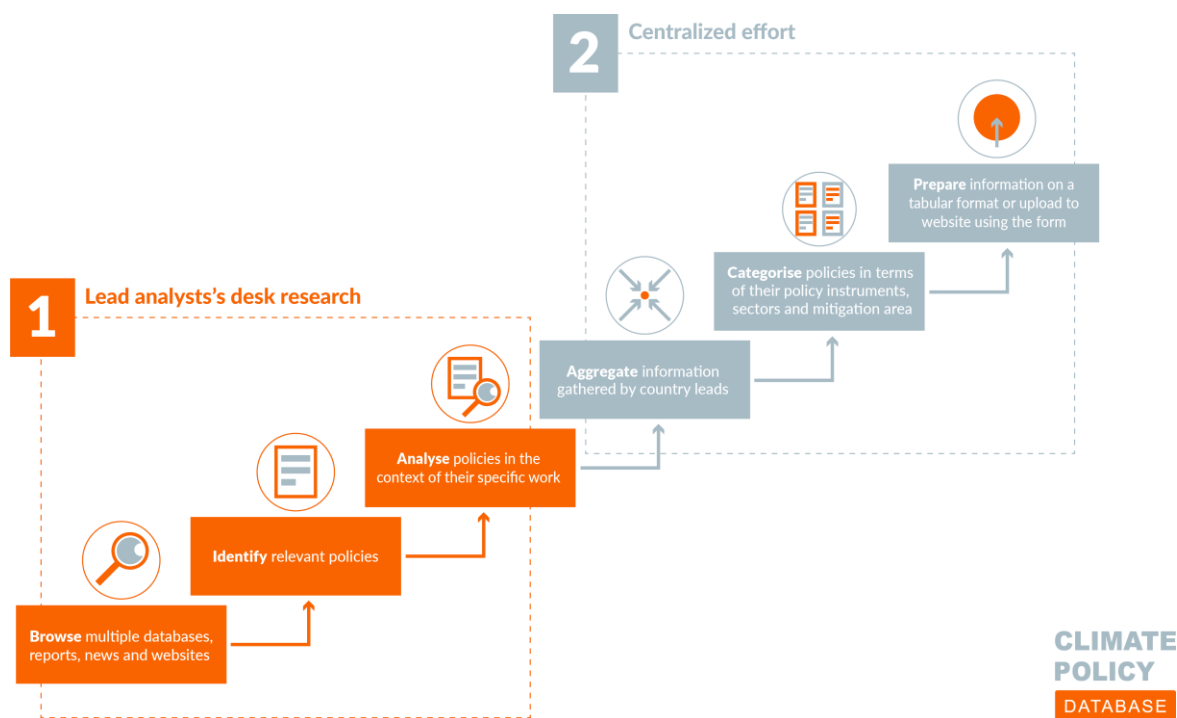 1
Lead analysts's desk research
Browse multiple databases,
reports, news and websites
Identify relevant policies
Analyse policies in the
context of their specific work
2
Centralized effort
Aggregate information
gathered by country leads
Categorise policies in terms
of their policy instruments,
sectors and mitigation area
Prepare information on a
tabular format or upload to
website using the form
CLIMATE
POLICY
DATABASE